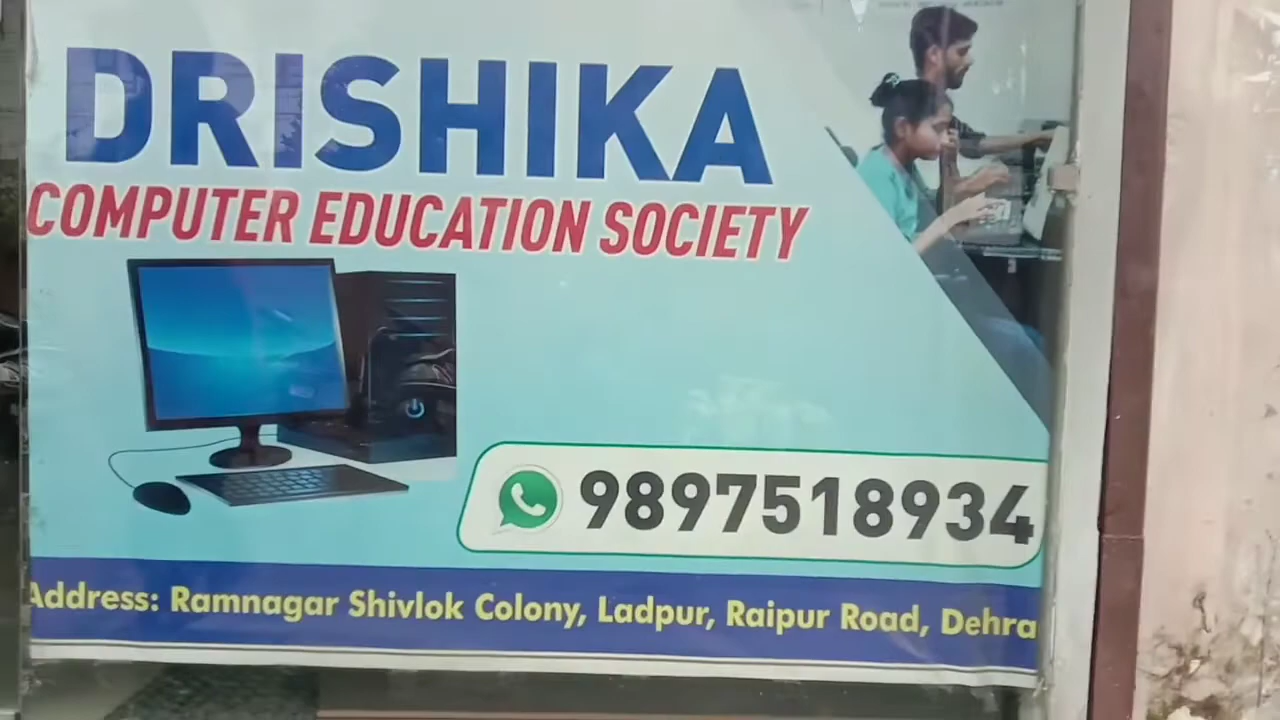 DRISHIKA
COMPUTER EDUCATION SOCIETY
9897518934
Address: Ramnagar Shivlok Colony, Ladpur, Raipur Road, Dehra